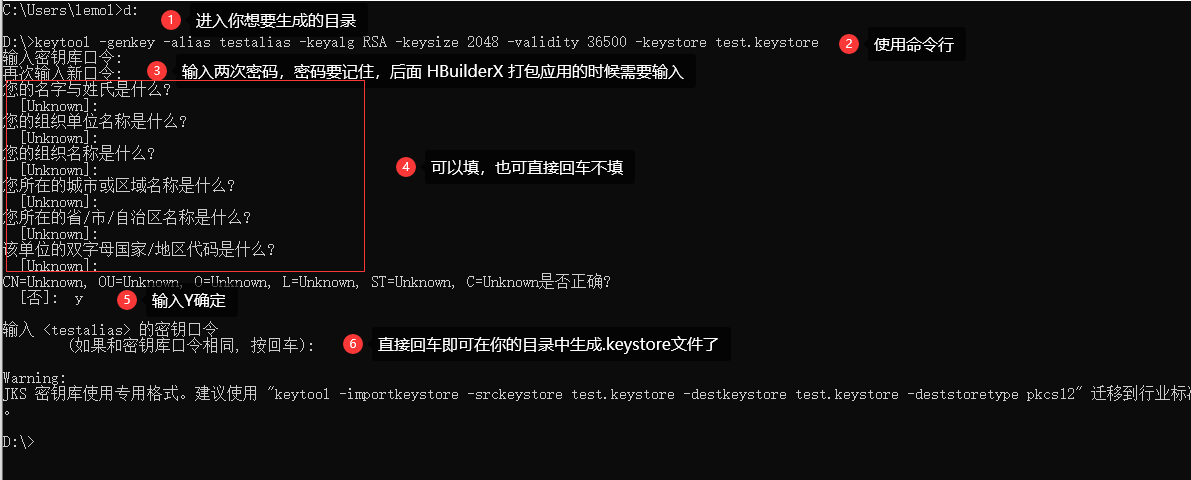 C:\Users\lemol>d:
1 进入你想要生成的目录
D:\>keytool -genkey -alias testalias -keyalg RSA -keysize 2048 -validity 36500 -keystore test.keystore
2 使用命令行
输入密钥库口令:
再次输入新口令:
3 输入两次密码，密码要记住，后面 HBuilderX 打包应用的时候需要输入
您的名字与姓氏是什么?
[Unknown]:
您的组织单位名称是什么?
[Unknown]:
您的组织名称是什么?
[Unknown]:
4 可以填，也可直接回车不填
您所在的城市或区域名称是什么?
[Unknown]:
您所在的省/市/自治区名称是什么?
[Unknown]:
该单位的双字母国家/地区代码是什么?
[Unknown]:
CN=Unknown, OU=Unknown, O=Unknown, L=Unknown, ST=Unknown, C=Unknown是否正确?
[否]: y
5 输入Y确定
输入 <testalias> 的密钥口令
(如果和密钥库口令相同, 按回车):
6 直接回车即可在你的目录中生成.keystore文件了
Warning:
JKS 密钥库使用专用格式。建议使用 "keytool -importkeystore -srckeystore test.keystore -destkeystore test.keystore -deststoretype pkcs12" 迁移到行业标
。
D:\>